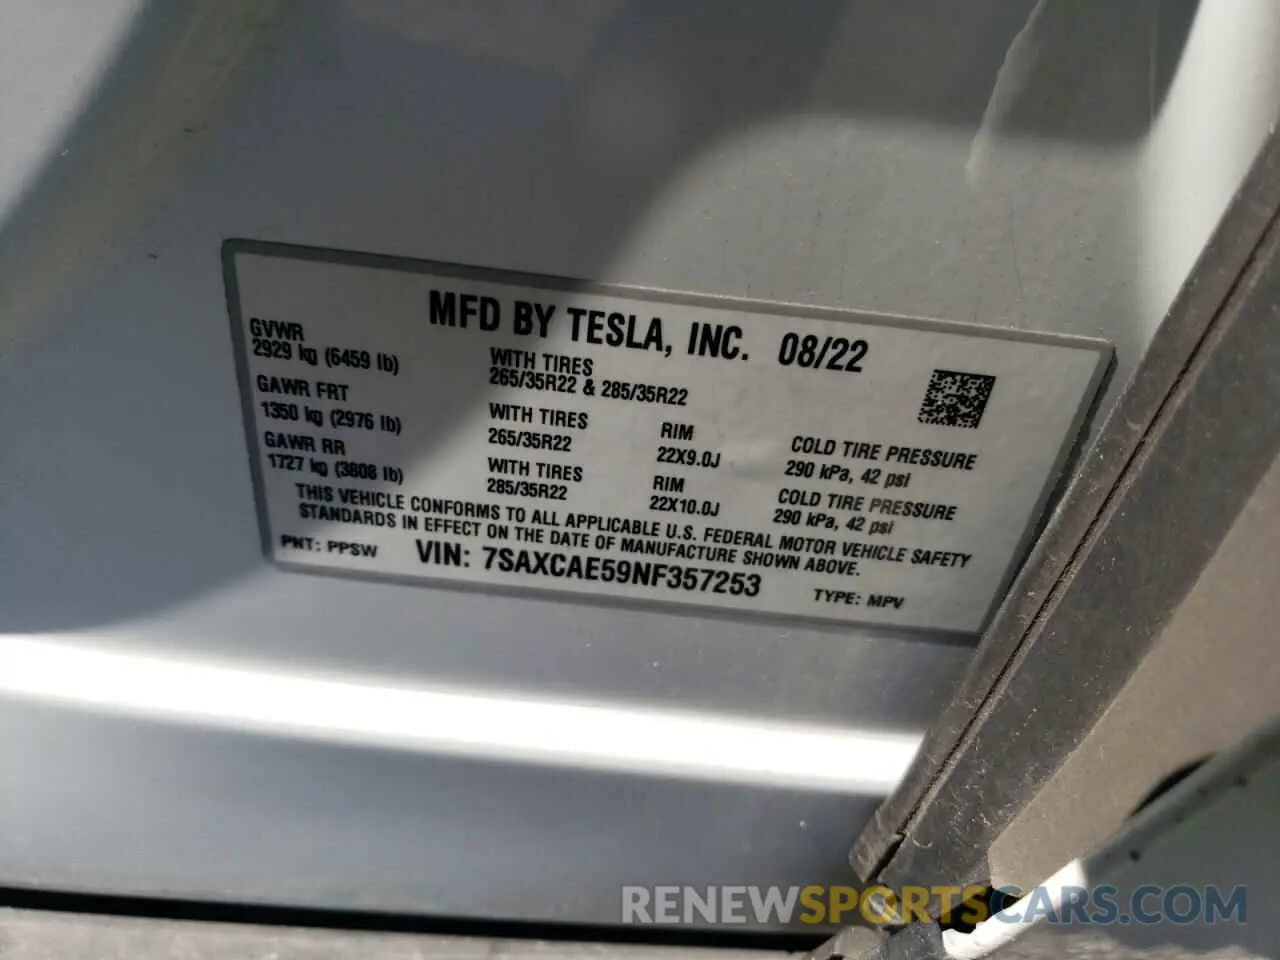 MFD BY TESLA, INC. 08/22
GVWR
2929 kg (6459 lb)
WITH TIRES
265/35R22 & 285/35R22
GAWR FRT
1350 kg (2976 lb)
WITH TIRES
265/35R22
RIM
22X9.0J
COLD TIRE PRESSURE
290 kPa, 42 psi
GAWR RR
1727 kg (3808 lb)
WITH TIRES
285/35R22
RIM
22X10.0J
COLD TIRE PRESSURE
290 kPa, 42 psi
THIS VEHICLE CONFORMS TO ALL APPLICABLE U.S. FEDERAL MOTOR VEHICLE SAFETY
STANDARDS IN EFFECT ON THE DATE OF MANUFACTURE SHOWN ABOVE.
PNT: PPSW VIN: 7SAXCAE59NF357253 TYPE: MPV
RENEWSPORTSCARS.COM